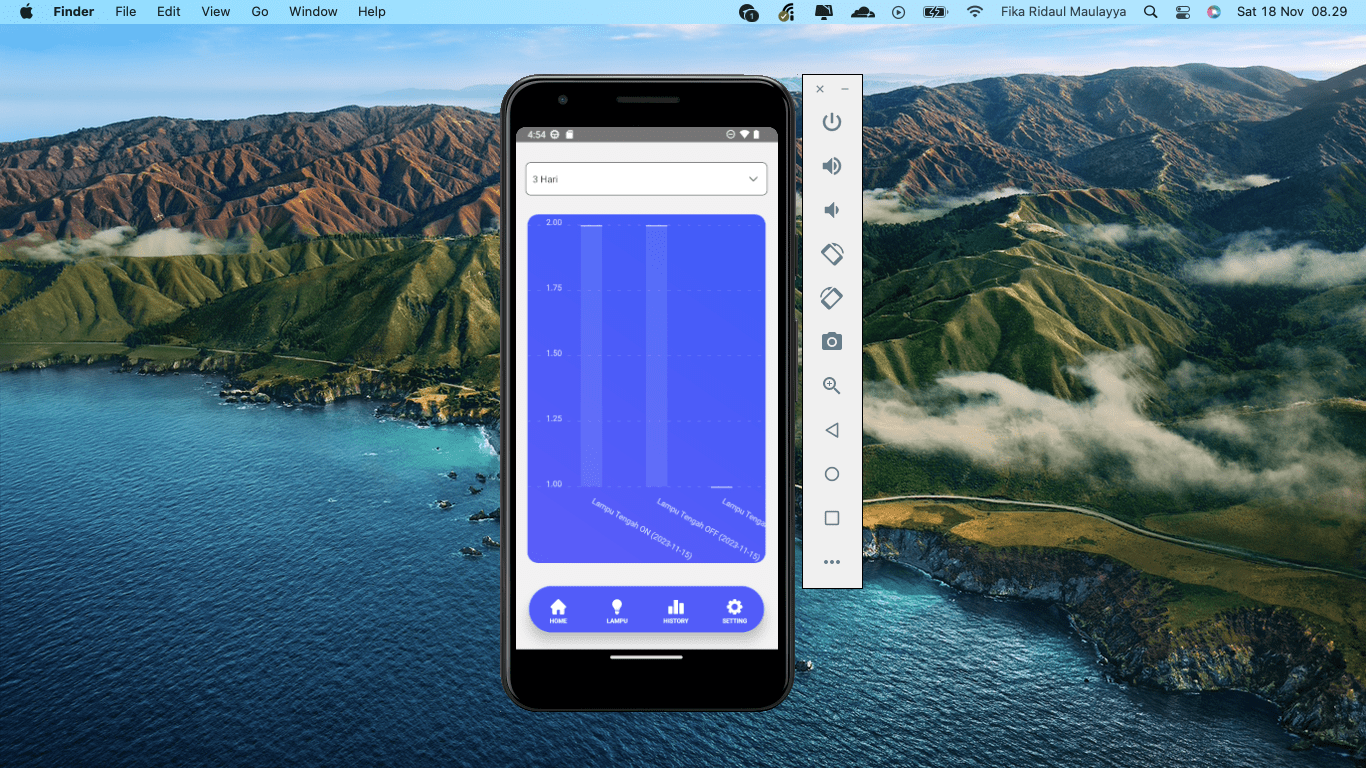 Finder File Edit View Go Window Help
1
Fika Ridaul Maulayya
Sat 18 Nov 08.29
4:54
3 Hari
2.00
1.75
1.50
1.25
1.00
Lampu Tengah ON (2023-11-15)
Lampu Tengah OFF (2023-11-15)
Lampu Tenga
HOME LAMPU HISTORY SETTING